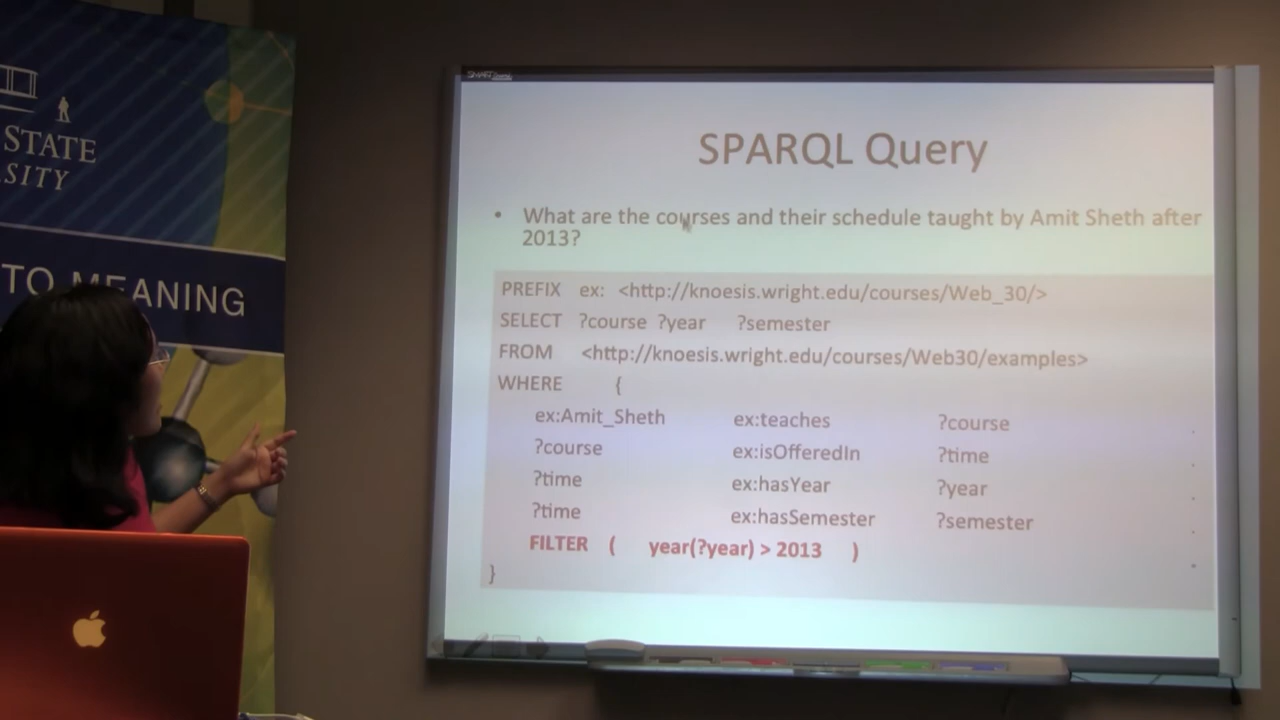 STATE
SITY
TO MEANING
SPARQL Query
• What are the courses and their schedule taught by Amit Sheth after
2013?
PREFIX ex: <http://knoesis.wright.edu/courses/Web_30/>
SELECT ?course ?year ?semester
FROM <http://knoesis.wright.edu/courses/Web30/examples>
WHERE {
ex:Amit_Sheth ex:teaches ?course .
?course ex:isOfferedIn ?time .
?time ex:hasYear ?year .
?time ex:hasSemester ?semester .
FILTER ( year(?year) > 2013 ) .
}